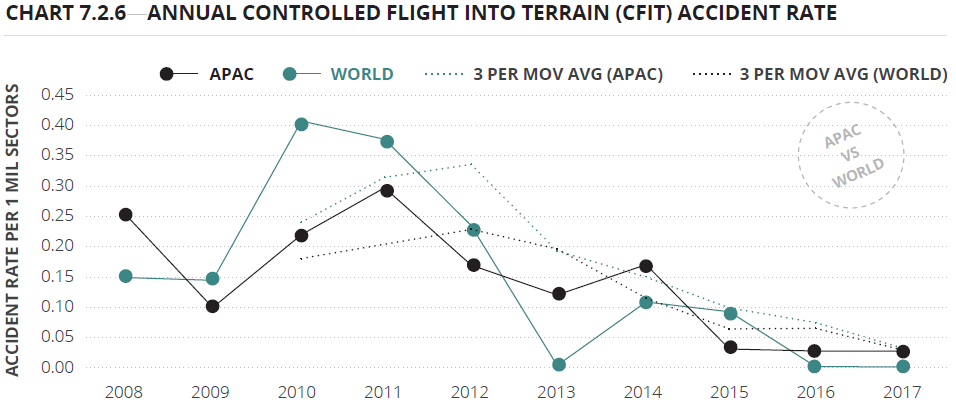 CHART 7.2.6—ANNUAL CONTROLLED FLIGHT INTO TERRAIN (CFIT) ACCIDENT RATE
APAC WORLD 3 PER MOV AVG (APAC) 3 PER MOV AVG (WORLD)
ACCIDENT RATE PER 1 MIL SECTORS
0.45
0.40
0.35
0.30
0.25
0.20
0.15
0.10
0.05
0.00
APAC
VS
WORLD
2008 2009 2010 2011 2012 2013 2014 2015 2016 2017